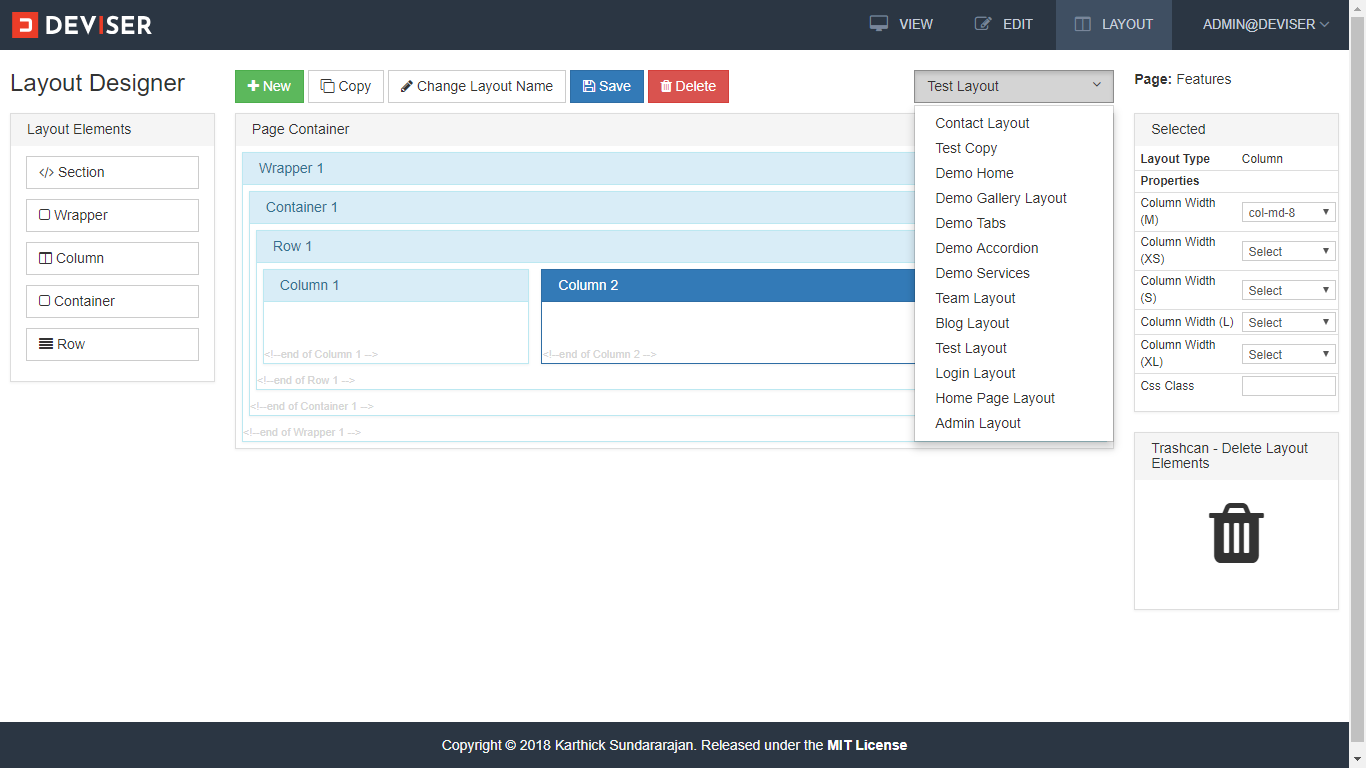 DEVISER
VIEW
EDIT
LAYOUT
ADMIN@DEVISER
Layout Designer
New
Copy
Change Layout Name
Save
Delete
Test Layout
Page: Features
Layout Elements
</> Section
Wrapper
Column
Container
Row
Page Container
Wrapper 1
Container 1
Row 1
Column 1
Column 2
<!--end of Column 1 -->
<!--end of Column 2 -->
<!--end of Row 1 -->
<!--end of Container 1 -->
<!--end of Wrapper 1 -->
Contact Layout
Test Copy
Demo Home
Demo Gallery Layout
Demo Tabs
Demo Accordion
Demo Services
Team Layout
Blog Layout
Test Layout
Login Layout
Home Page Layout
Admin Layout
Selected
Layout Type Column
Properties
Column Width
(M)
col-md-8
Column Width
(XS)
Select
Column Width
(S)
Select
Column Width (L) Select
Column Width
(XL)
Select
Css Class
Trashcan - Delete Layout
Elements
Copyright © 2018 Karthick Sundararajan. Released under the MIT License